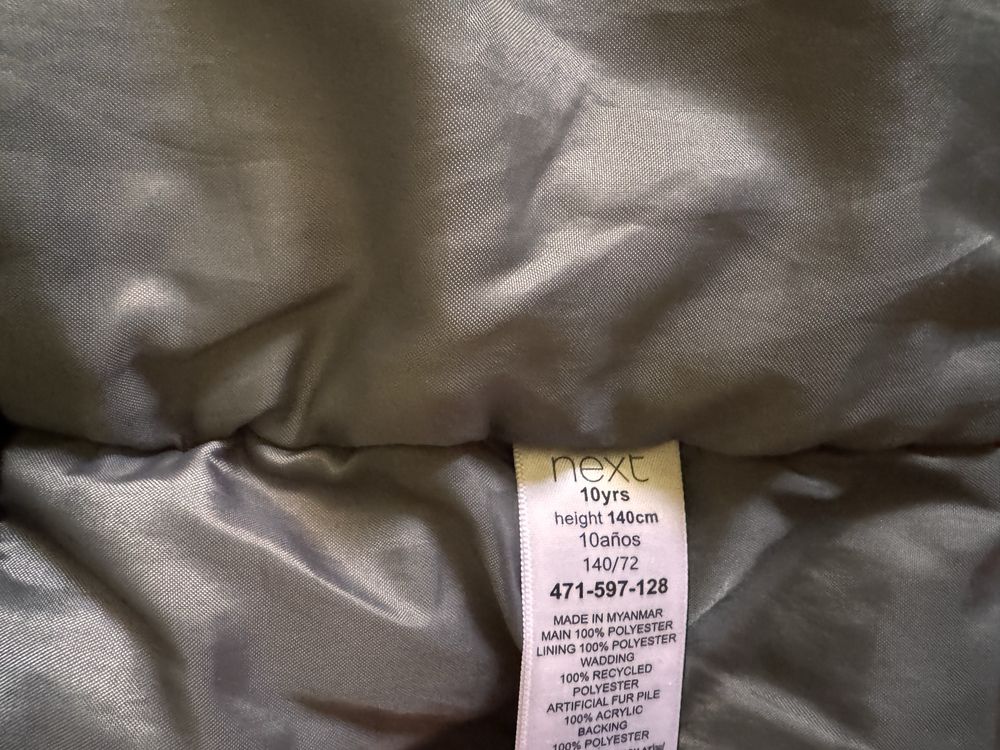 next
10yrs
height 140cm
10años
140/72
471-597-128
MADE IN MYANMAR
MAIN 100% POLYESTER
LINING 100% POLYESTER
WADDING
100% RECYCLED
POLYESTER
ARTIFICIAL FUR PILE
100% ACRYLIC
BACKING
100% POLYESTER